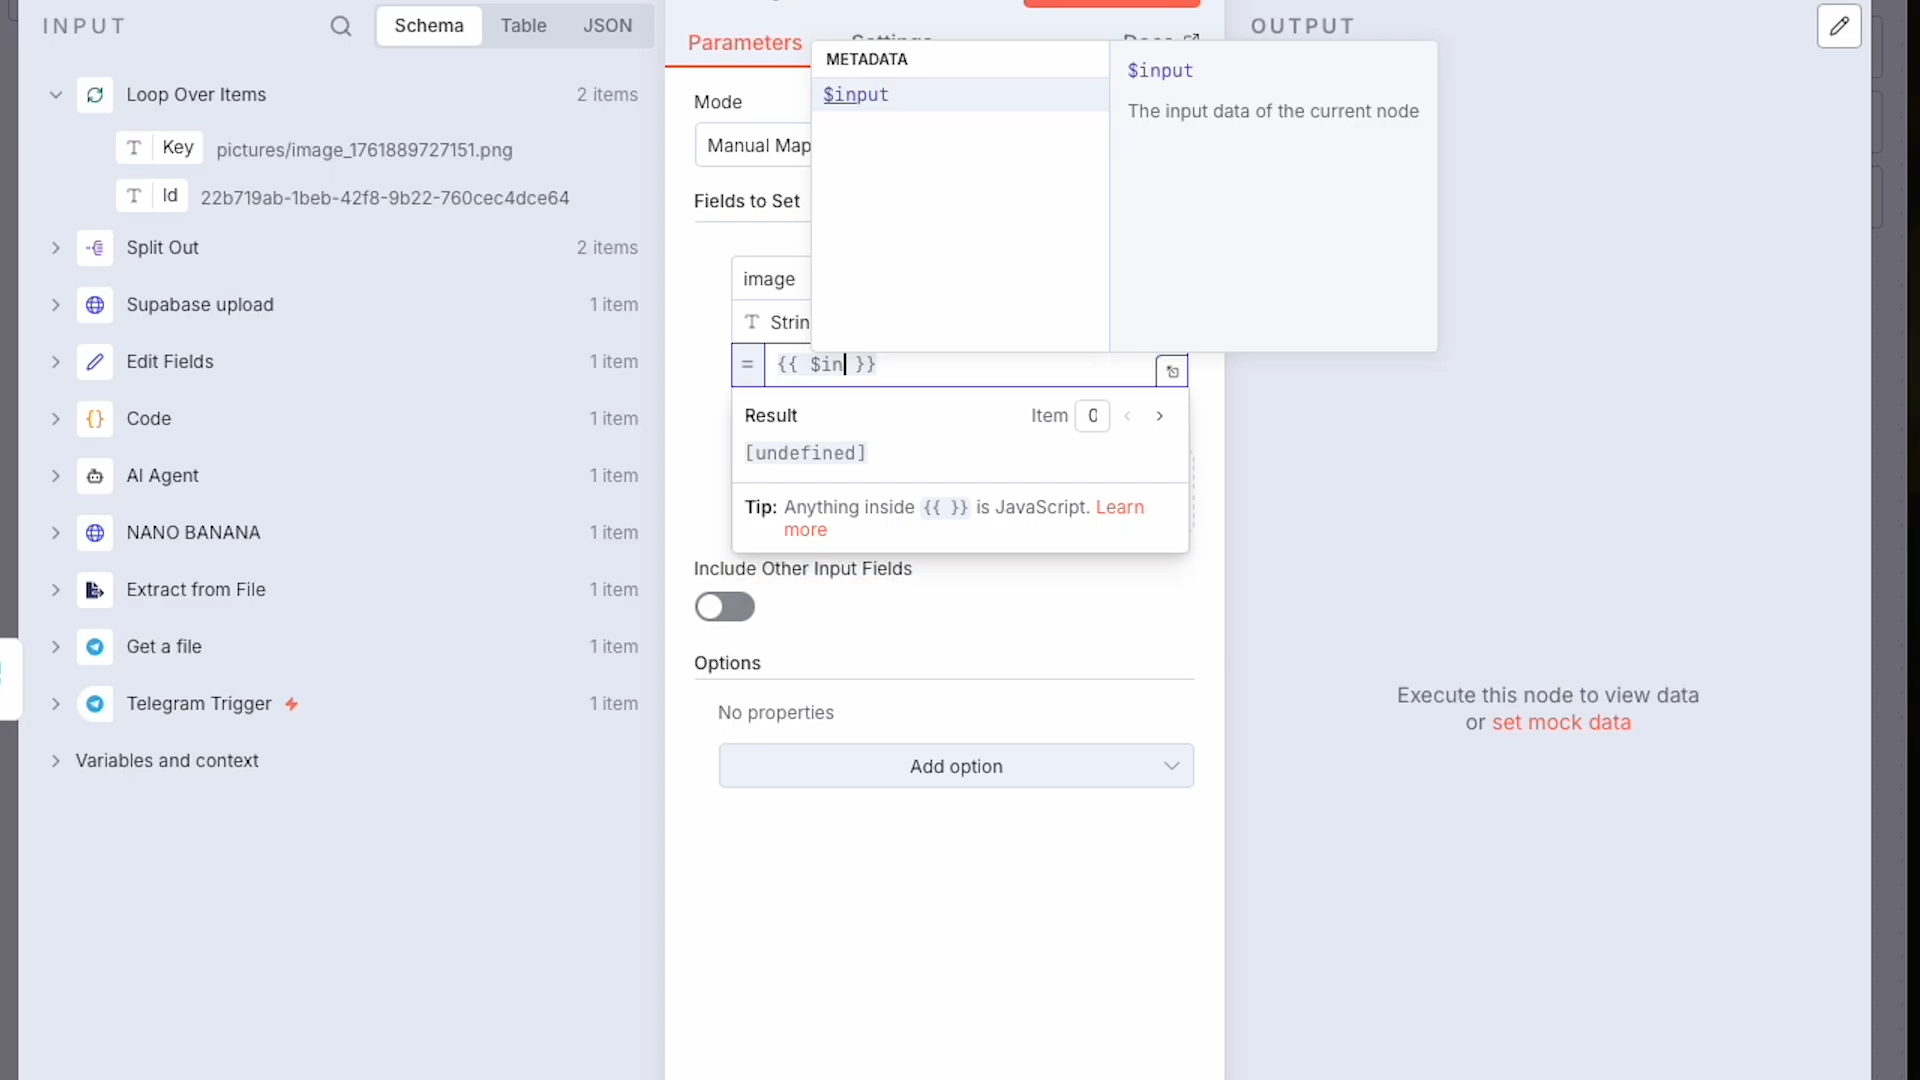 INPUT
Schema
Table
JSON
Loop Over Items
2 items
Key
pictures/image_1761889727151.png
Id
22b719ab-1beb-42f8-9b22-760cec4dce64
Split Out
2 items
Supabase upload
1 item
Edit Fields
1 item
Code
1 item
AI Agent
1 item
NANO BANANA
1 item
Extract from File
1 item
Get a file
1 item
Telegram Trigger
1 item
Variables and context
Parameters
Settings
Docs
METADATA
$input
$input
The input data of the current node
Mode
Manual Map
Fields to Set
image
T Strin
= {{ $in }}
Result
Item 0
[undefined]
Tip: Anything inside {{ }} is JavaScript. Learn
more
Include Other Input Fields
Options
No properties
Add option
OUTPUT
Execute this node to view data
or set mock data